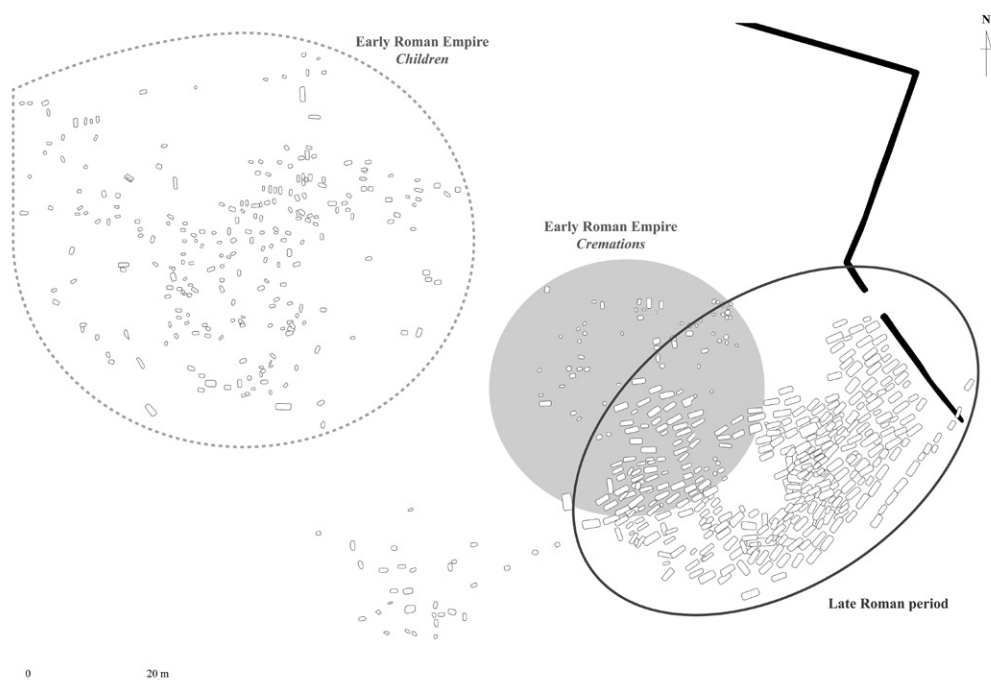 Early Roman Empire
Children
N
Early Roman Empire
Cremations
Late Roman period
0 20 m